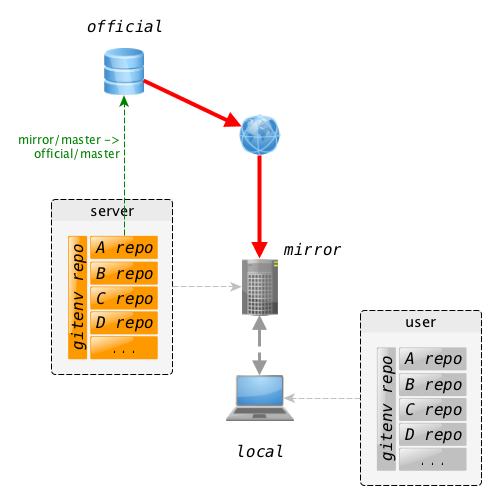 official
mirror/master ->
official/master
server
gitenv repo
A repo
B repo
C repo
D repo
...
mirror
user
gitenv repo
A repo
B repo
C repo
D repo
...
local